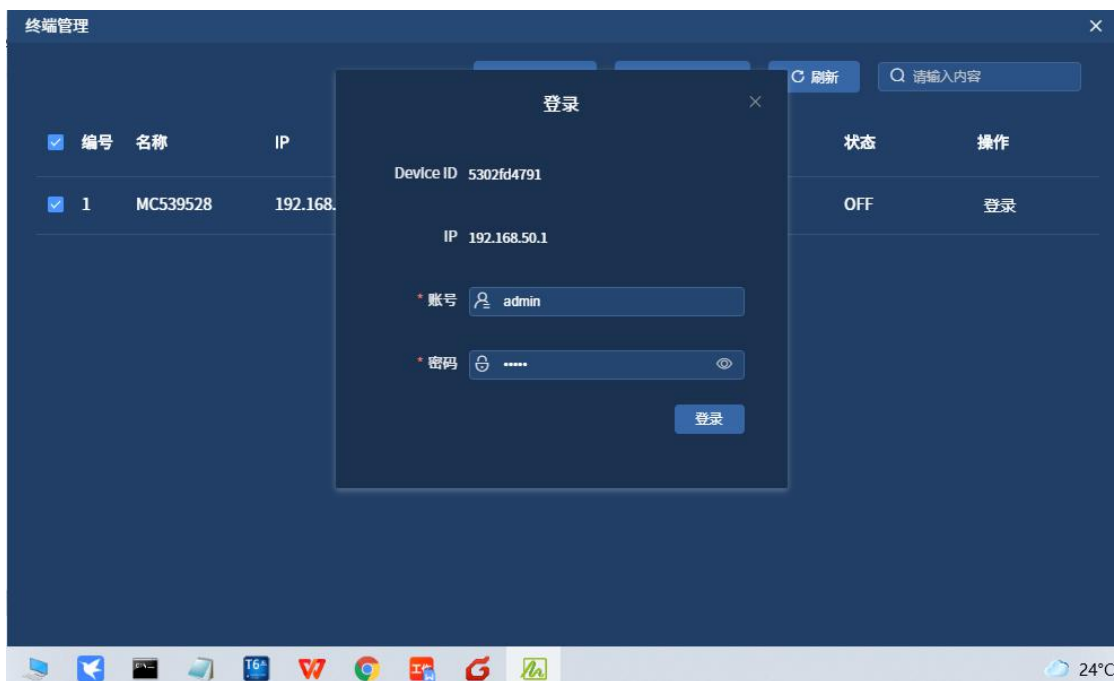 终端管理
刷新
请输入内容
登录
编号 名称 IP 状态 操作
Device ID 5302fd4791
1 MC539528 192.168. OFF 登录
IP 192.168.50.1
* 账号 admin
* 密码 •••••
登录
T6
24°C